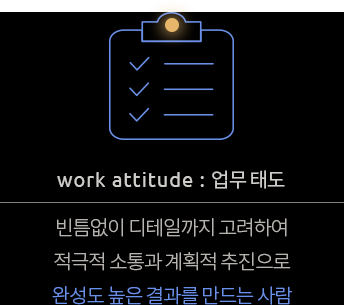 work attitude : 업무 태도
빈틈없이 디테일까지 고려하여
적극적 소통과 계획적 추진으로
완성도 높은 결과를 만드는 사람